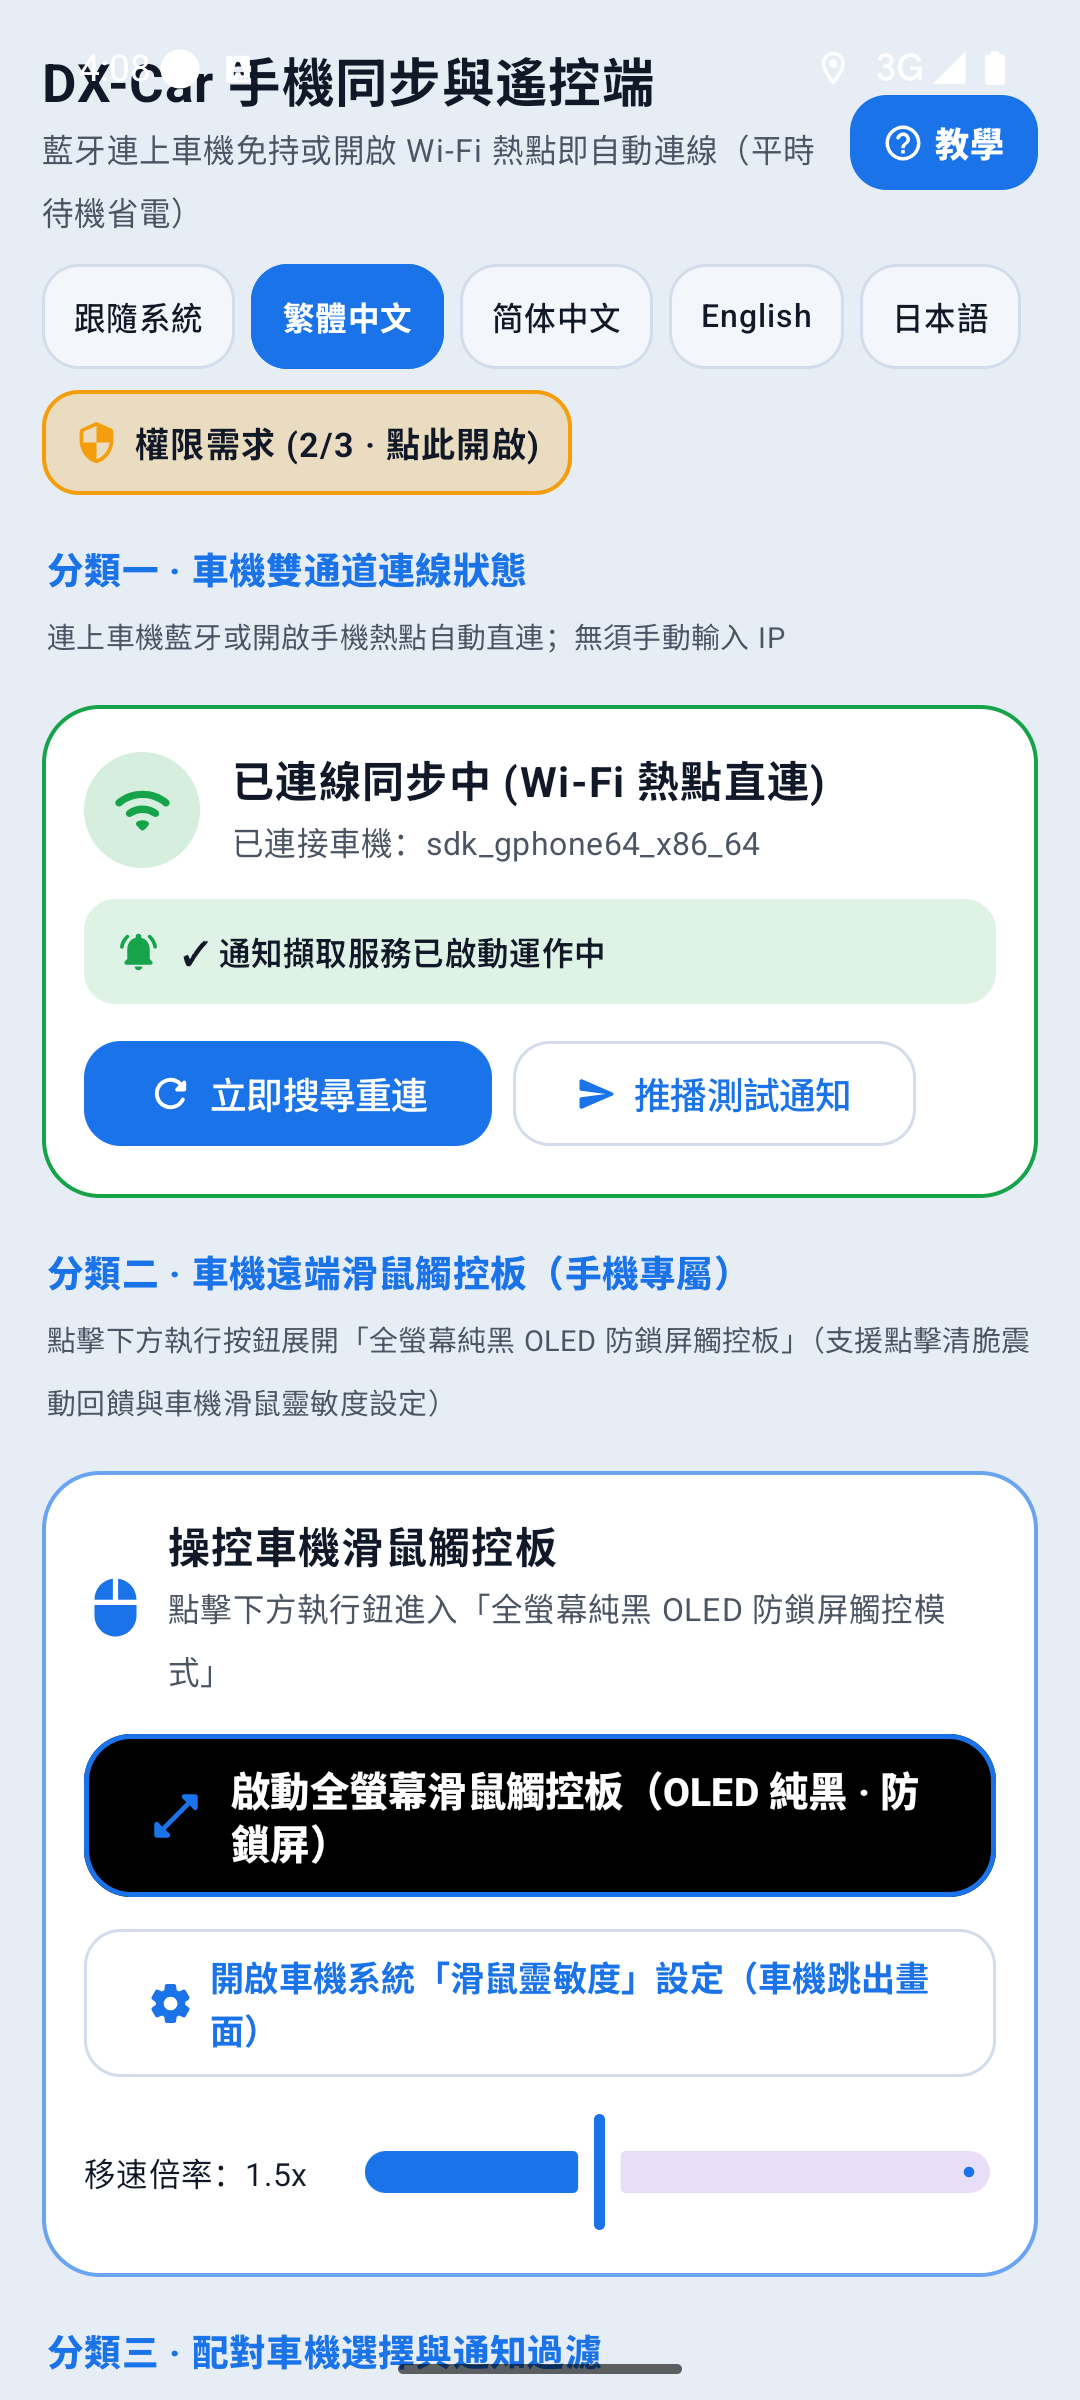 4:08
3G
DX-Car 手機同步與遙控端
藍牙連上車機免持或開啟 Wi-Fi 熱點即自動連線（平時
待機省電）
教學
跟隨系統
繁體中文
简体中文
English
日本語
權限需求 (2/3 · 點此開啟)
分類一 · 車機雙通道連線狀態
連上車機藍牙或開啟手機熱點自動直連；無須手動輸入 IP
已連線同步中 (Wi-Fi 熱點直連)
已連接車機：sdk_gphone64_x86_64
✓ 通知擷取服務已啟動運作中
立即搜尋重連
推播測試通知
分類二 · 車機遠端滑鼠觸控板（手機專屬）
點擊下方執行按鈕展開「全螢幕純黑 OLED 防鎖屏觸控板」（支援點擊清脆震
動回饋與車機滑鼠靈敏度設定）
操控車機滑鼠觸控板
點擊下方執行鈕進入「全螢幕純黑 OLED 防鎖屏觸控模
式」
啟動全螢幕滑鼠觸控板（OLED 純黑 · 防
鎖屏）
開啟車機系統「滑鼠靈敏度」設定（車機跳出畫
面）
移速倍率：1.5x
分類三 · 配對車機選擇與通知過濾